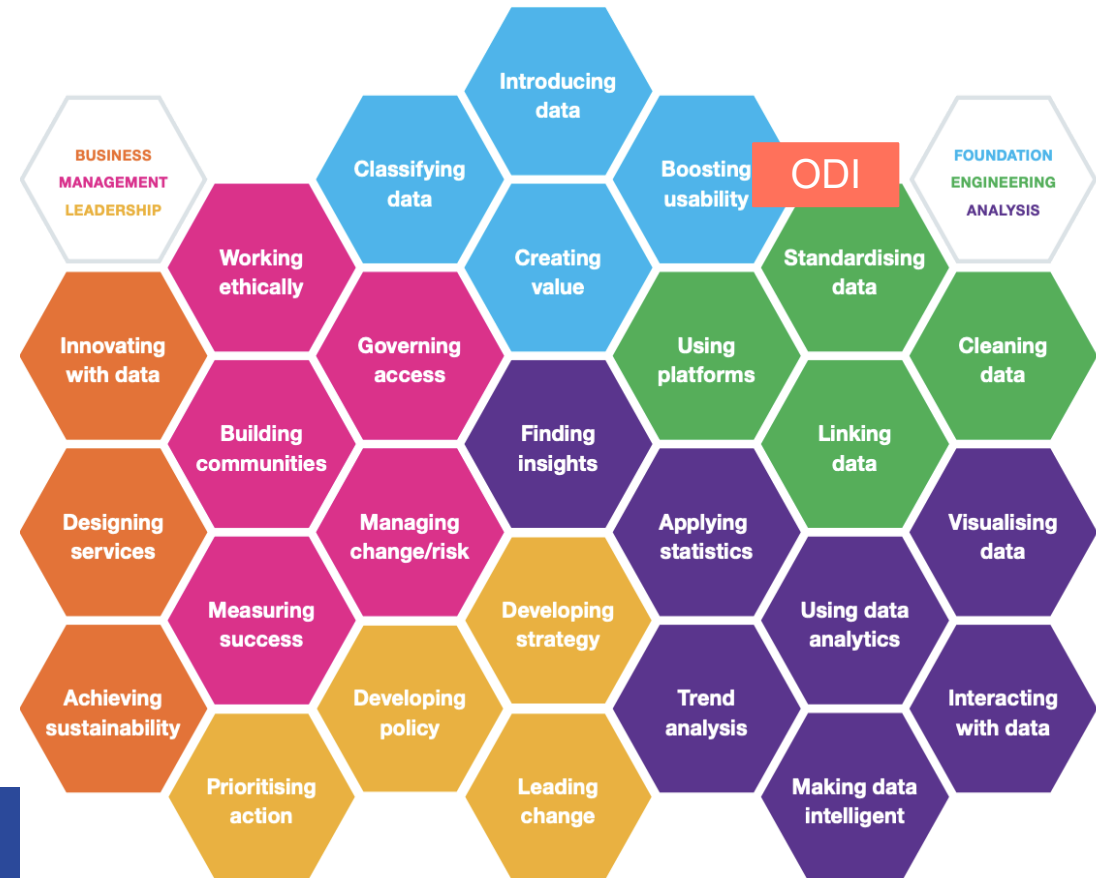 Introducing
data
BUSINESS
MANAGEMENT
LEADERSHIP
Classifying
data
Boosting
usability
ODI
FOUNDATION
ENGINEERING
ANALYSIS
Working
ethically
Creating
value
Standardising
data
Innovating
with data
Governing
access
Using
platforms
Cleaning
data
Building
communities
Finding
insights
Linking
data
Designing
services
Managing
change/risk
Applying
statistics
Visualising
data
Measuring
success
Developing
strategy
Using data
analytics
Achieving
sustainability
Developing
policy
Trend
analysis
Interacting
with data
Prioritising
action
Leading
change
Making data
intelligent